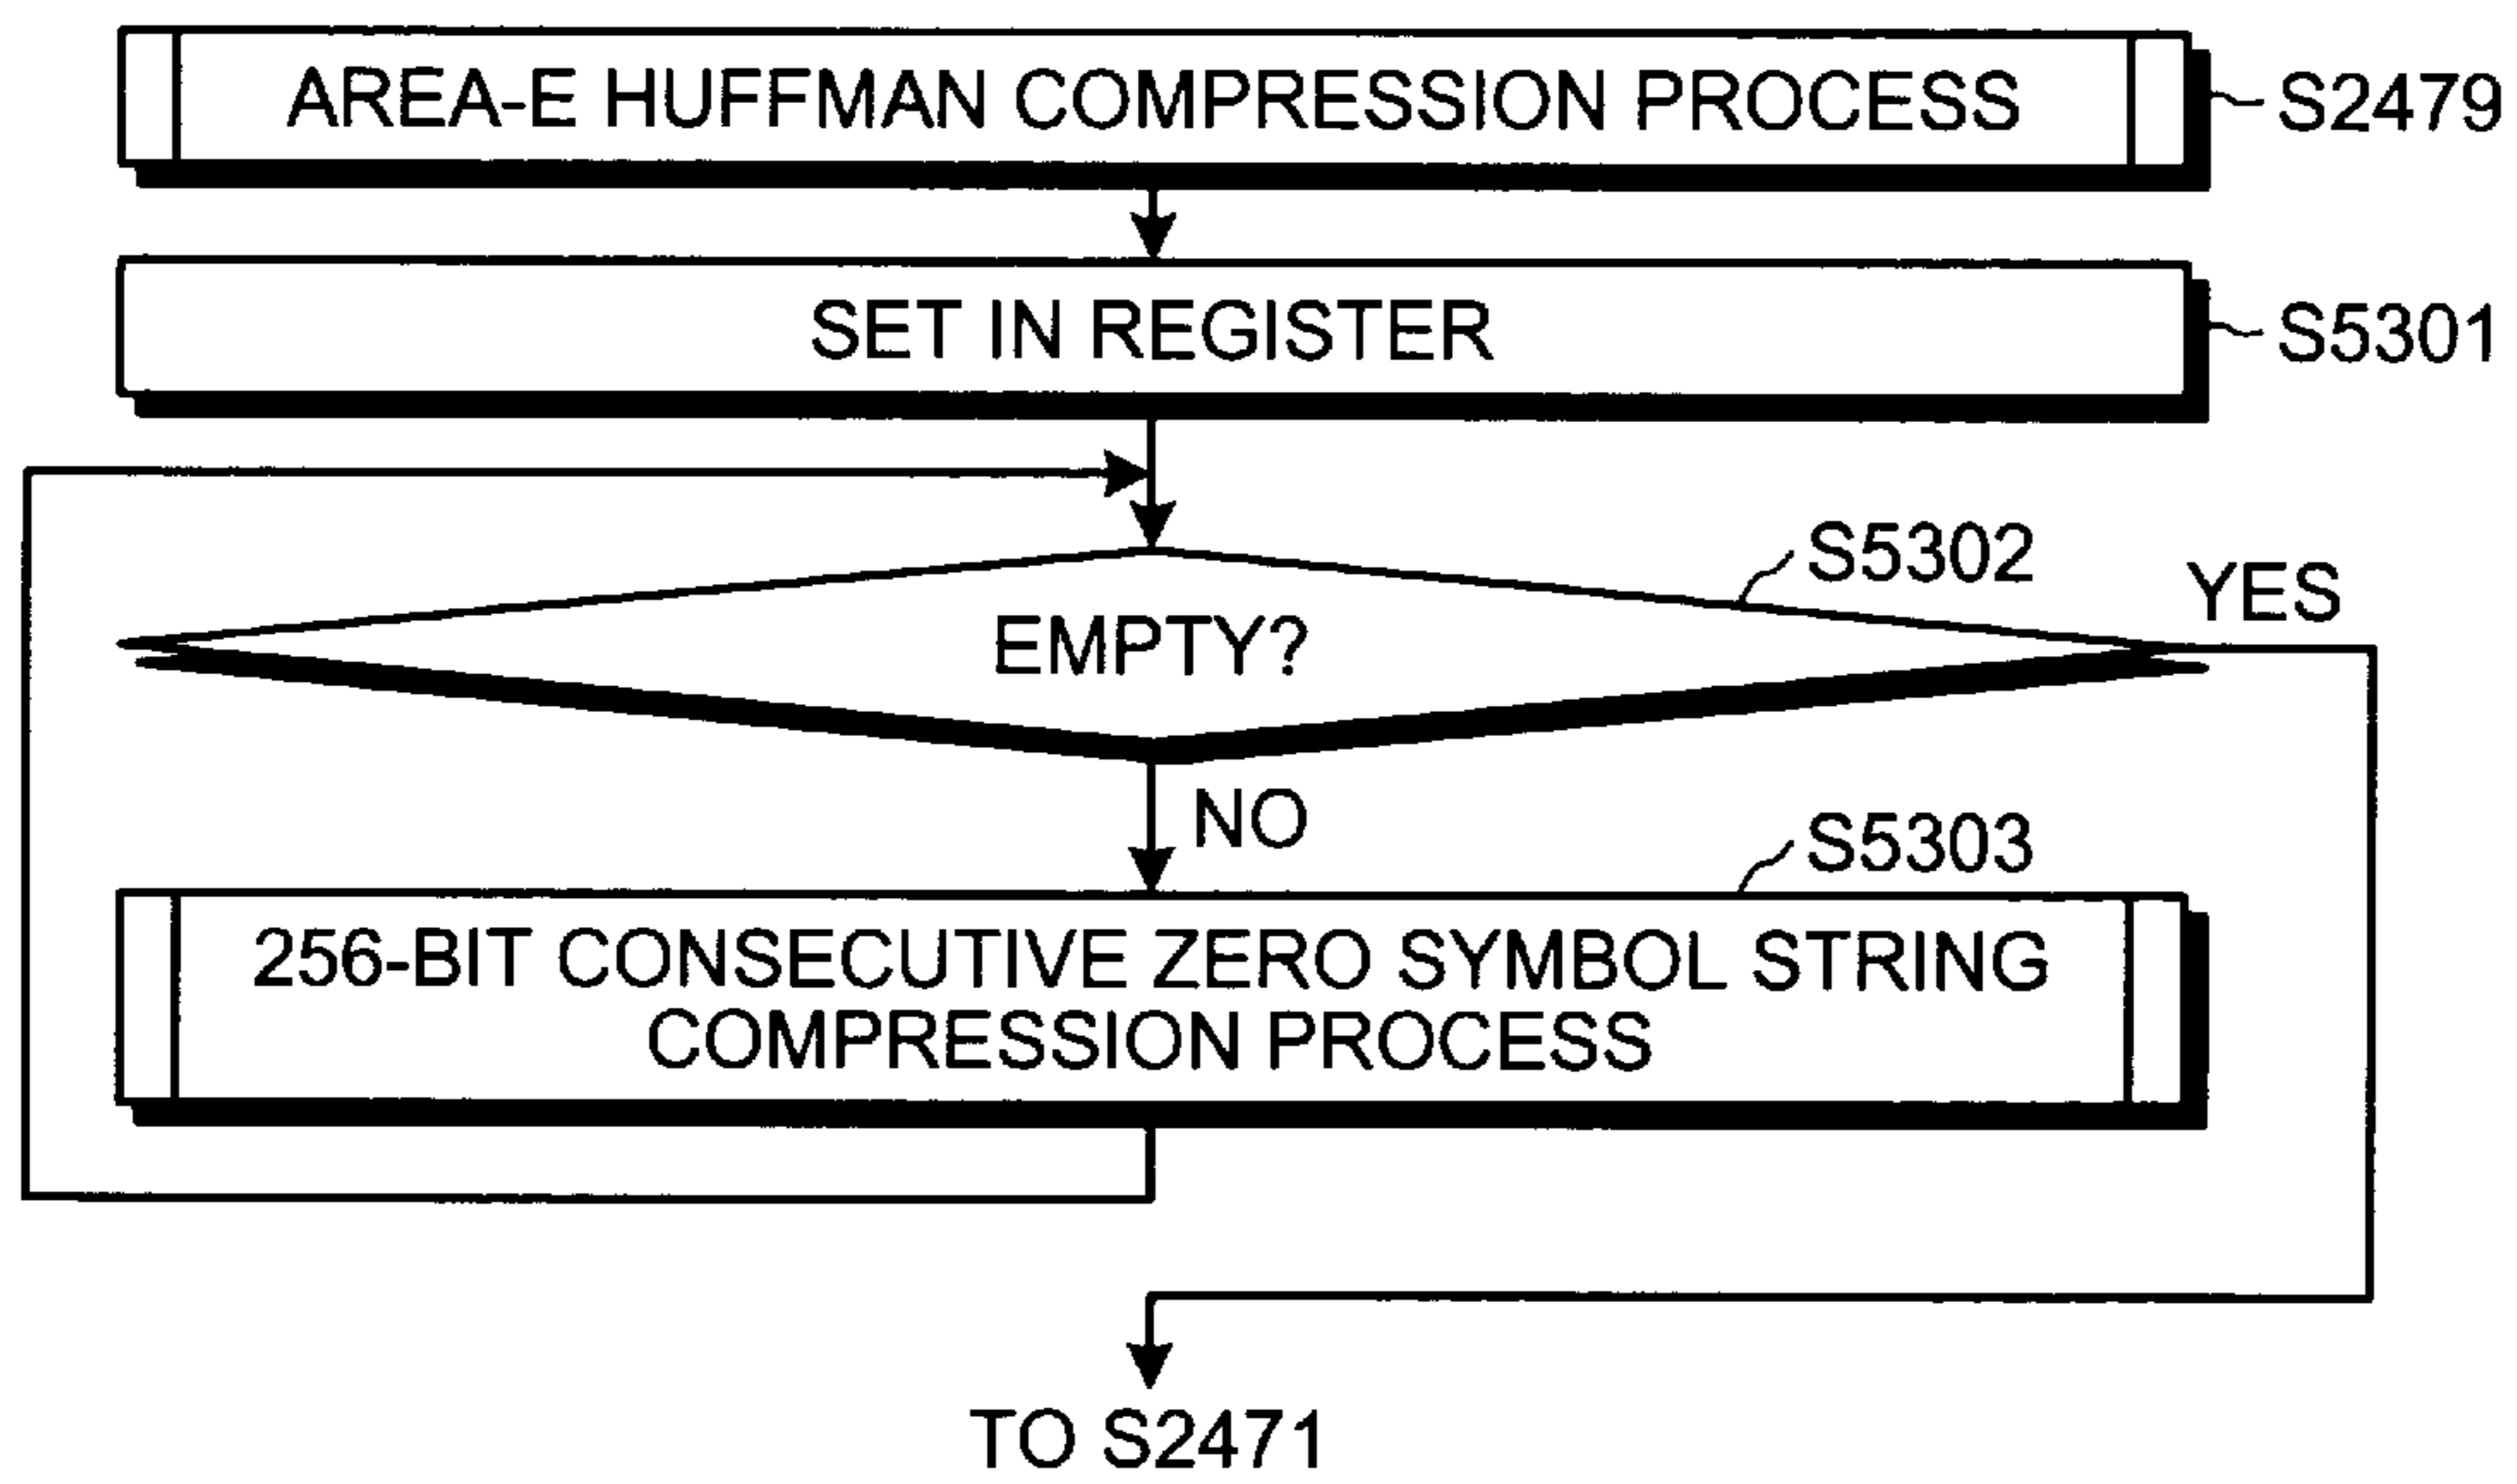 AREA-E HUFFMAN COMPRESSION PROCESS
S2479
SET IN REGISTER
S5301
S5302
YES
EMPTY?
NO
S5303
256-BIT CONSECUTIVE ZERO SYMBOL STRING
COMPRESSION PROCESS
TO S2471